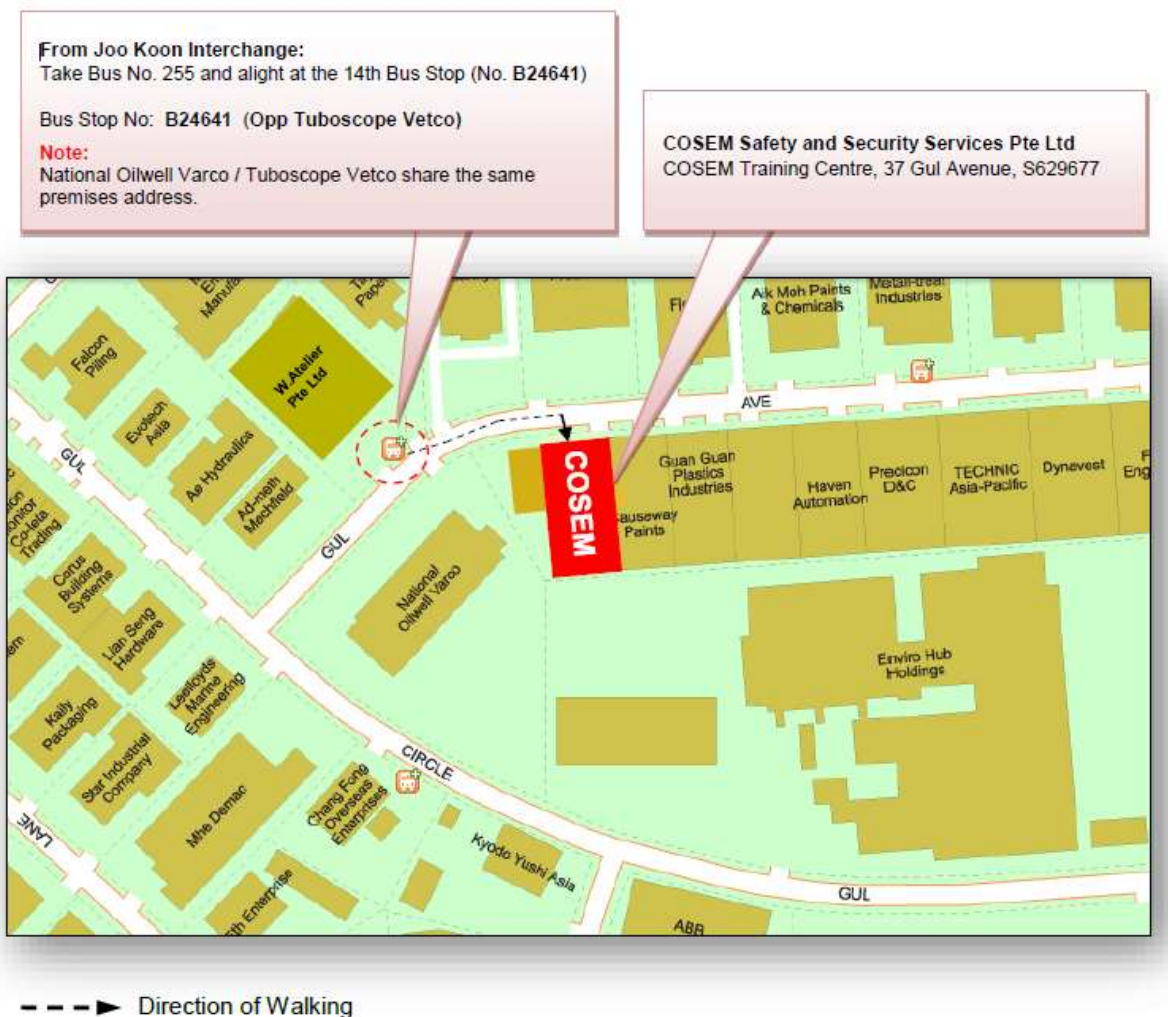 From Joo Koon Interchange:
Take Bus No. 255 and alight at the 14th Bus Stop (No. B24641)
Bus Stop No: B24641 (Opp Tuboscope Vetco)
Note:
National Oilwell Varco / Tuboscope Vetco share the same
premises address.
COSEM Safety and Security Services Pte Ltd
COSEM Training Centre, 37 Gul Avenue, S629677
Falcon
Piling
W.Atelier
Pte Ltd
Aik Moh Paints
& Chemicals
Industries
Evotech
Asia
Ae Hydraulics
Ad-meth
Mechfield
GUL
GUL
AVE
COSEM
Guan Guan
Plastics
Industries
Causeway
Paints
Haven
Automation
Precicon
D&C
TECHNIC
Asia-Pacific
Dynavest
National
Oilwell Varco
Trading
Corus
Building
Systems
Lian Seng
Hardware
Leelloyds
Marine
Engineering
Kally
Packaging
Star Industrial
Company
Enviro Hub
Holdings
CIRCLE
Mhe Demac
Chang Fong
Overseas
Enterprises
LANE
Kyodo Yushi Asia
Enterprise
GUL
ABB
Direction of Walking